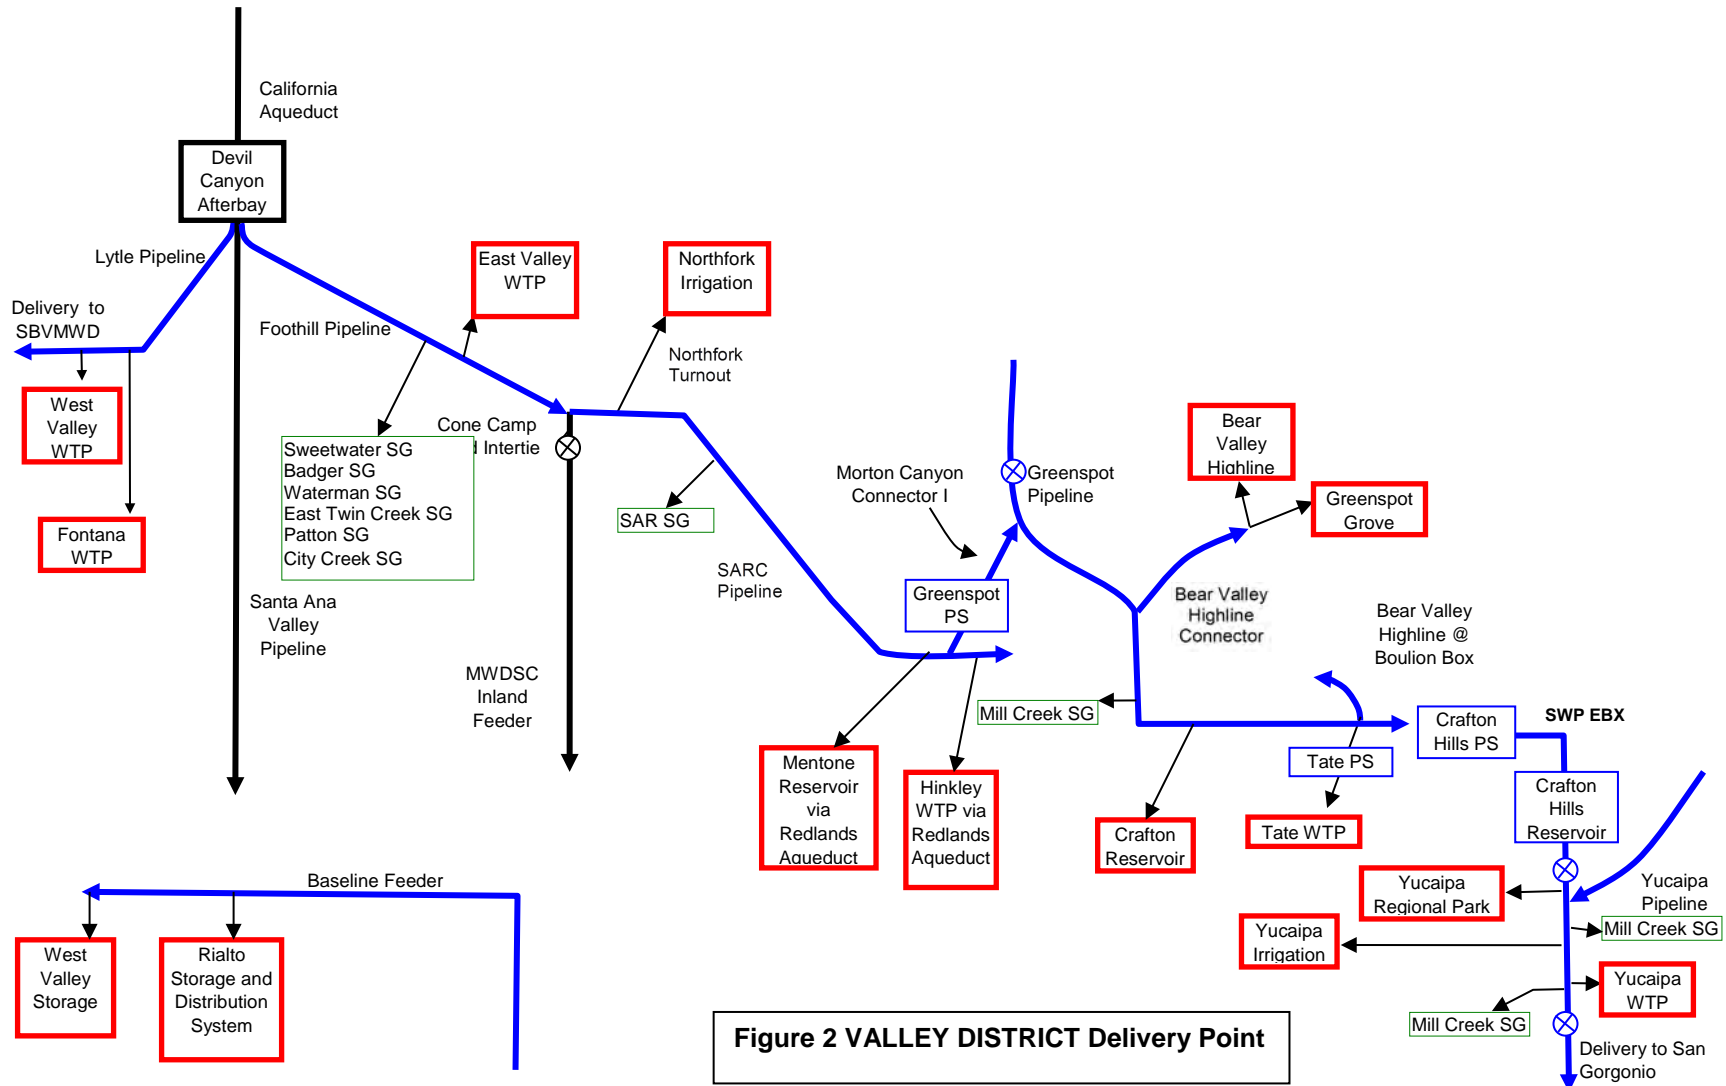 California
Aqueduct
Devil
Canyon
Afterbay
Lytle Pipeline
Delivery to
SBVMWD
Foothill Pipeline
East Valley
WTP
Northfork
Irrigation
Northfork
Turnout
West
Valley
WTP
Fontana
WTP
Sweetwater SG
Badger SG
Waterman SG
East Twin Creek SG
Patton SG
City Creek SG
Cone Camp
Intertie
SAR SG
Santa Ana
Valley
Pipeline
MWDSC
Inland
Feeder
SARC
Pipeline
Morton Canyon
Connector I
Greenspot
Pipeline
Greenspot
PS
Bear
Valley
Highline
Greenspot
Grove
Bear Valley
Highline
Connector
Bear Valley
Highline @
Boulion Box
Mill Creek SG
Mentone
Reservoir
via
Redlands
Aqueduct
Hinkley
WTP via
Redlands
Aqueduct
Crafton
Reservoir
Tate PS
Tate WTP
Crafton
Hills PS
SWP EBX
Crafton
Hills
Reservoir
Yucaipa
Regional Park
Yucaipa
Pipeline
Mill Creek SG
Yucaipa
Irrigation
Yucaipa
WTP
Mill Creek SG
Delivery to San
Gorgonio
Baseline Feeder
West
Valley
Storage
Rialto
Storage and
Distribution
System
Figure 2 VALLEY DISTRICT Delivery Point